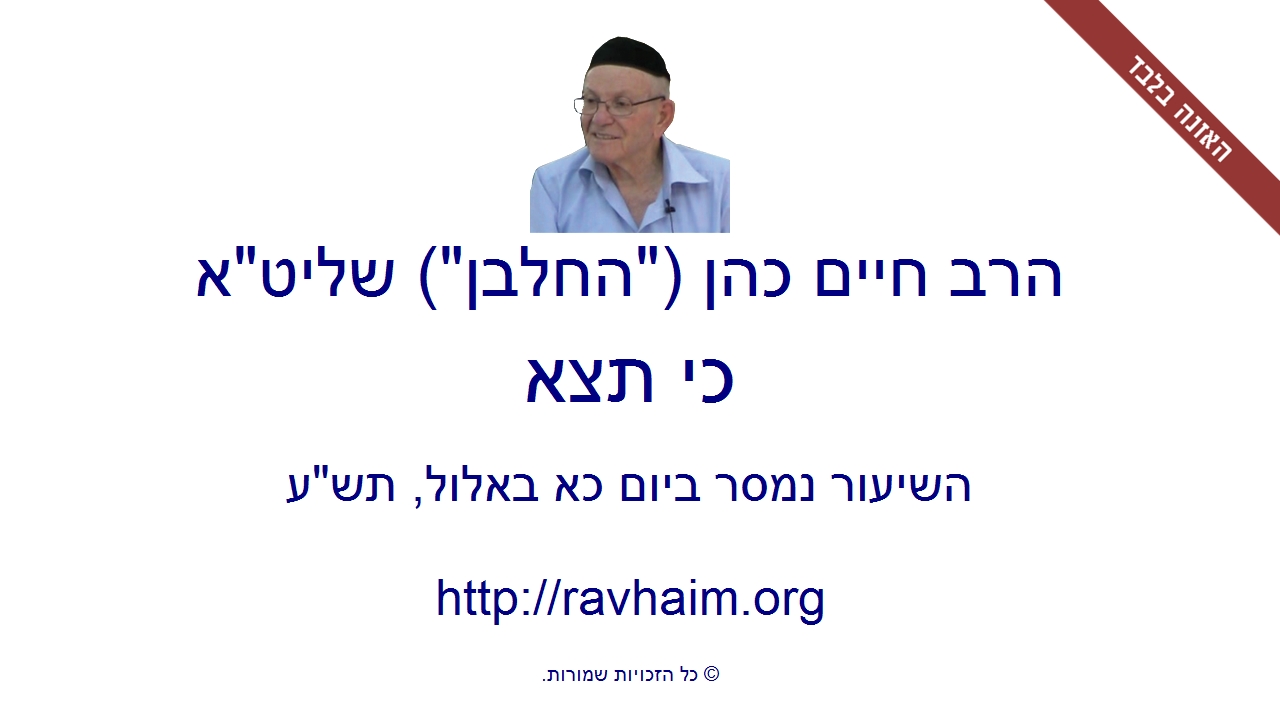 האזנה בלבד
הרב חיים כהן ("החלבן") שליט"א
כי תצא
השיעור נמסר ביום כא באלול, תש"ע
http://ravhaim.org
© כל הזכויות שמורות.